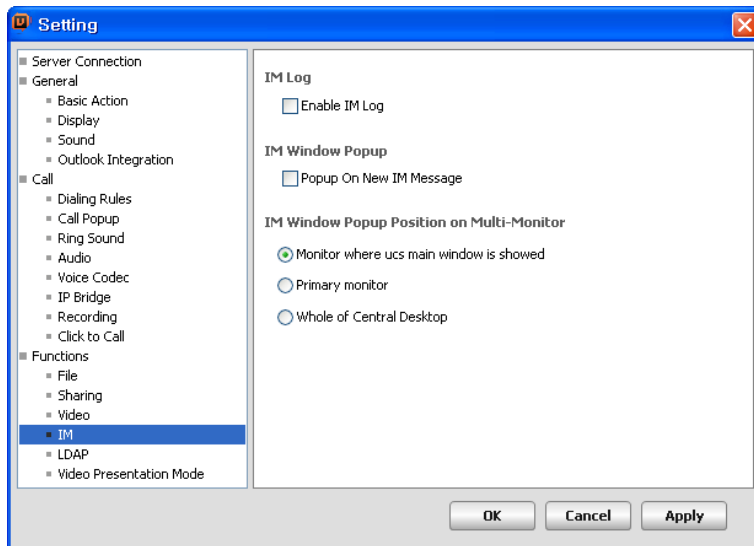 Setting
Server Connection
General
Basic Action
Display
Sound
Outlook Integration
Call
Dialing Rules
Call Popup
Ring Sound
Audio
Voice Codec
IP Bridge
Recording
Click to Call
Functions
File
Sharing
Video
IM
LDAP
Video Presentation Mode
IM Log
Enable IM Log
IM Window Popup
Popup On New IM Message
IM Window Popup Position on Multi-Monitor
Monitor where ucs main window is showed
Primary monitor
Whole of Central Desktop
OK Cancel Apply